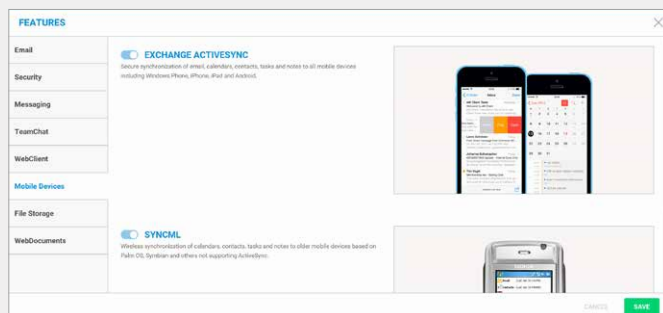 FEATURES
Email
Security
Messaging
TeamChat
WebClient
Mobile Devices
File Storage
WebDocuments
EXCHANGE ACTIVESYNC
Secure synchronization of email, calendars, contacts, tasks and notes to all mobile devices
including Windows Phone, iPhone, iPad and Android.
SYNCML
Wireless synchronization of calendars, contacts, tasks and notes to older mobile devices based on
Palm OS, Symbian and others not supporting ActiveSync.
CANCEL
SAVE